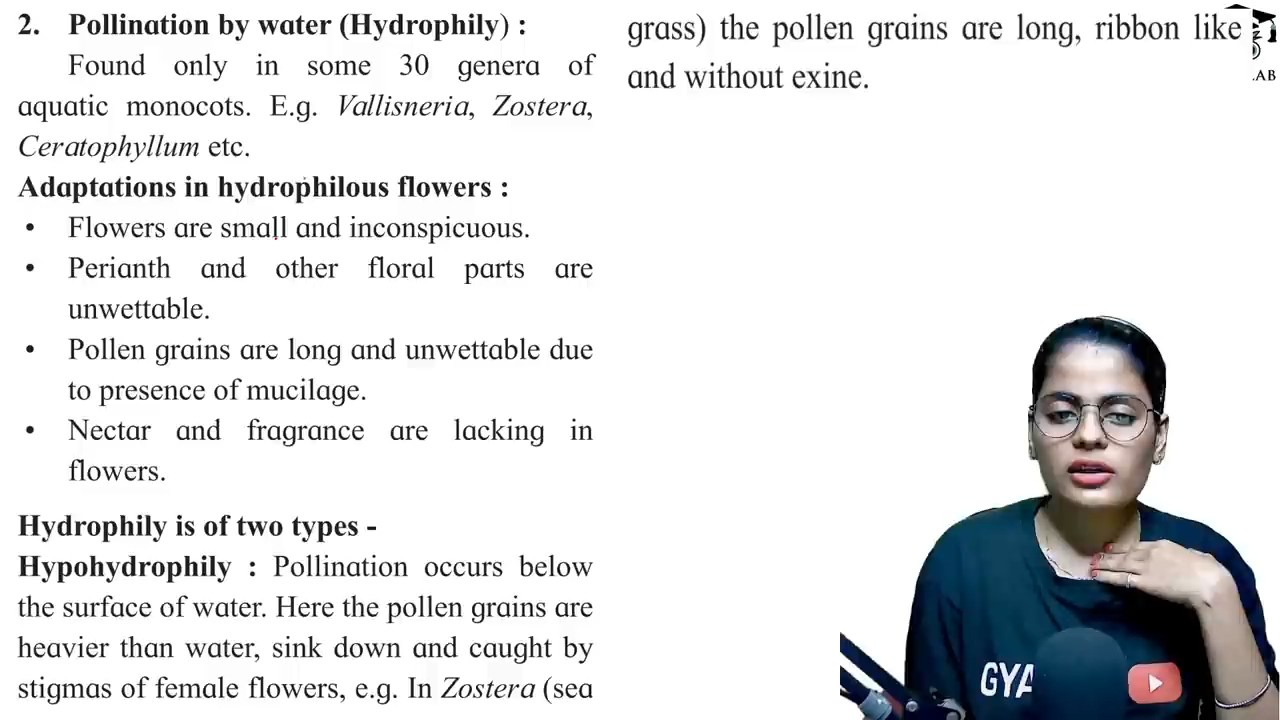 2. Pollination by water (Hydrophily) :
Found only in some 30 genera of
aquatic monocots. E.g. Vallisneria, Zostera,
Ceratophyllum etc.
Adaptations in hydrophilous flowers :
• Flowers are small and inconspicuous.
• Perianth and other floral parts are
unwettable.
• Pollen grains are long and unwettable due
to presence of mucilage.
• Nectar and fragrance are lacking in
flowers.
Hydrophily is of two types -
Hypohydrophily : Pollination occurs below
the surface of water. Here the pollen grains are
heavier than water, sink down and caught by
stigmas of female flowers, e.g. In Zostera (sea
grass) the pollen grains are long, ribbon like
and without exine.